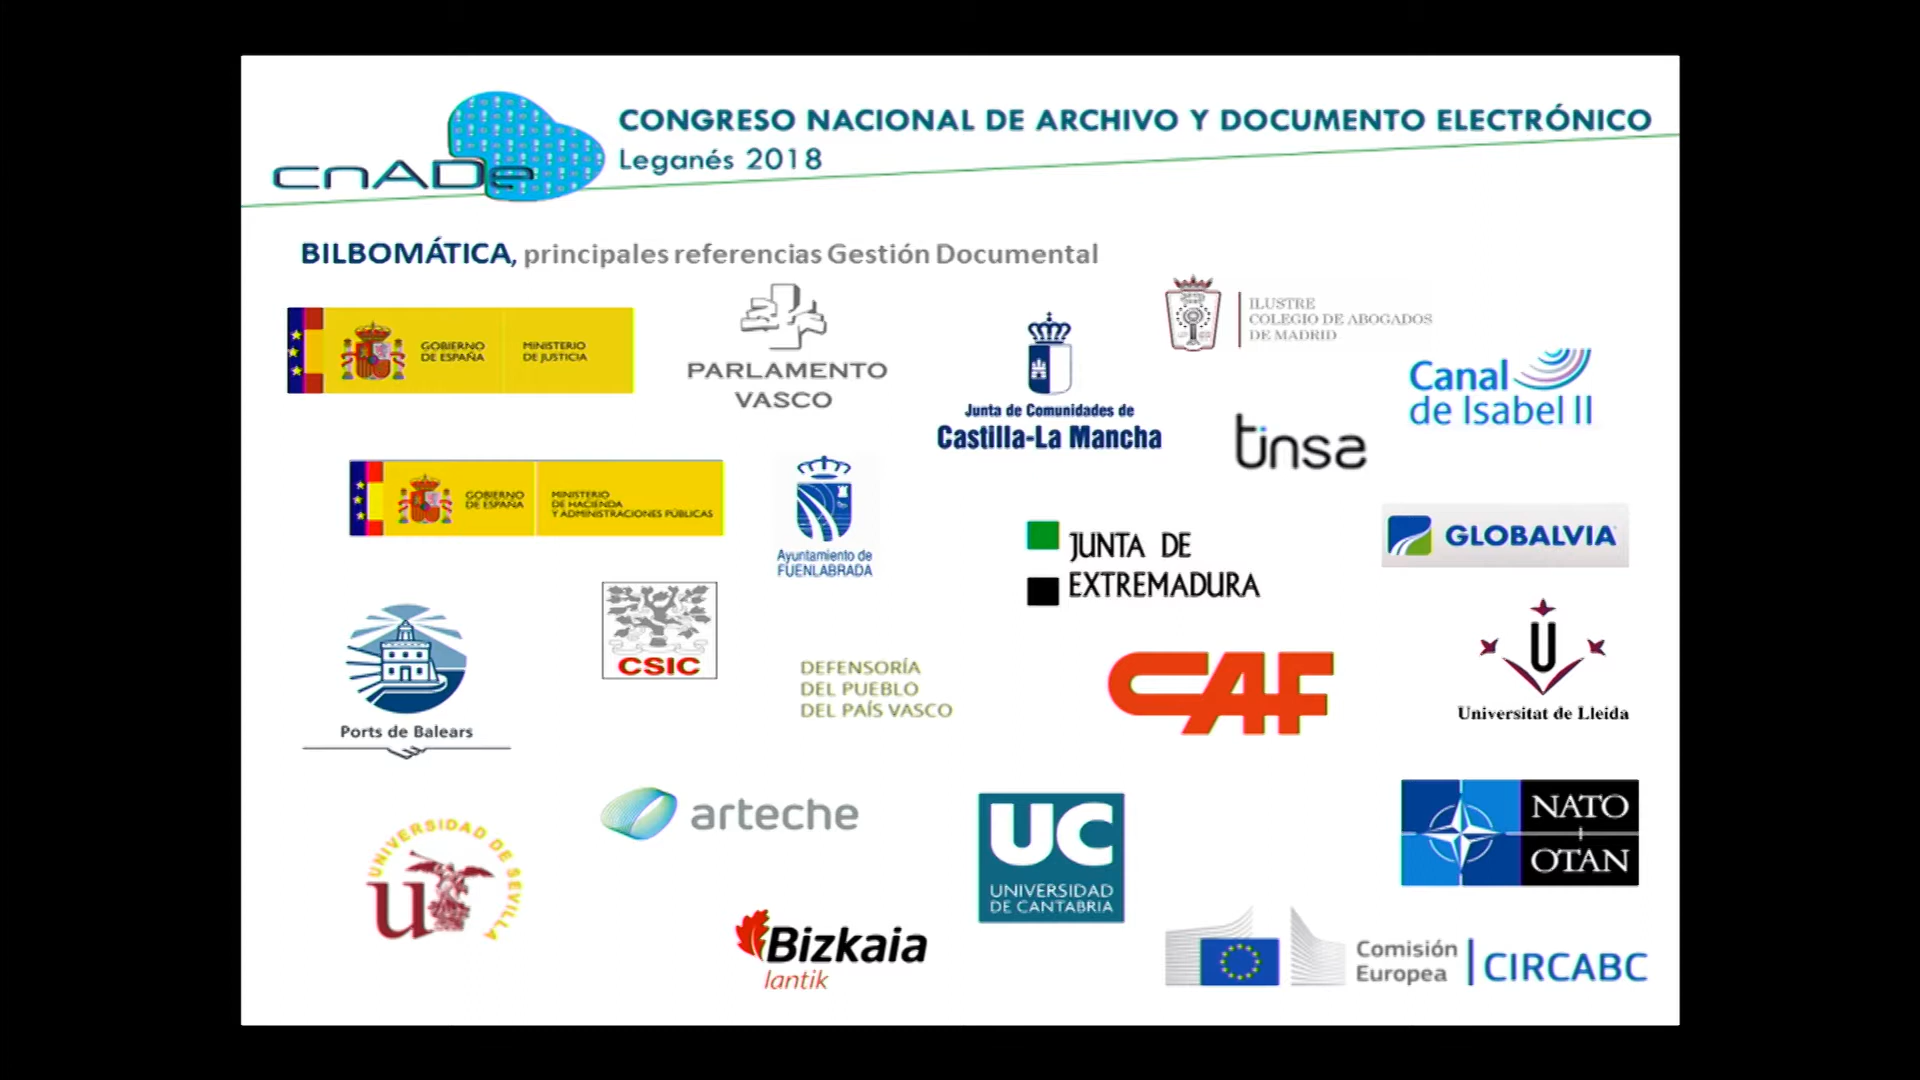 CONGRESO NACIONAL DE ARCHIVO Y DOCUMENTO ELECTRÓNICO
Leganés 2018
cnADe
BILBOMÁTICA, principales referencias Gestión Documental
GOBIERNO
DE ESPAÑA
MINISTERIO
DE JUSTICIA
PARLAMENTO
VASCO
Junta de Comunidades de
Castilla-La Mancha
ILUSTRE
COLEGIO DE ABOGADOS
DE MADRID
Canal
de Isabel II
tinsa
GOBIERNO
DE ESPAÑA
MINISTERIO
DE HACIENDA
Y ADMINISTRACIONES PÚBLICAS
Ayuntamiento de
FUENLABRADA
JUNTA DE
EXTREMADURA
GLOBALVIA
Ports de Balears
CSIC
DEFENSORÍA
DEL PUEBLO
DEL PAÍS VASCO
CAF
U
Universitat de Lleida
UNIVERSIDAD DE SEVILLA
US
arteche
UC
UNIVERSIDAD
DE CANTABRIA
NATO
OTAN
Bizkaia
lantik
Comisión
Europea
CIRCABC